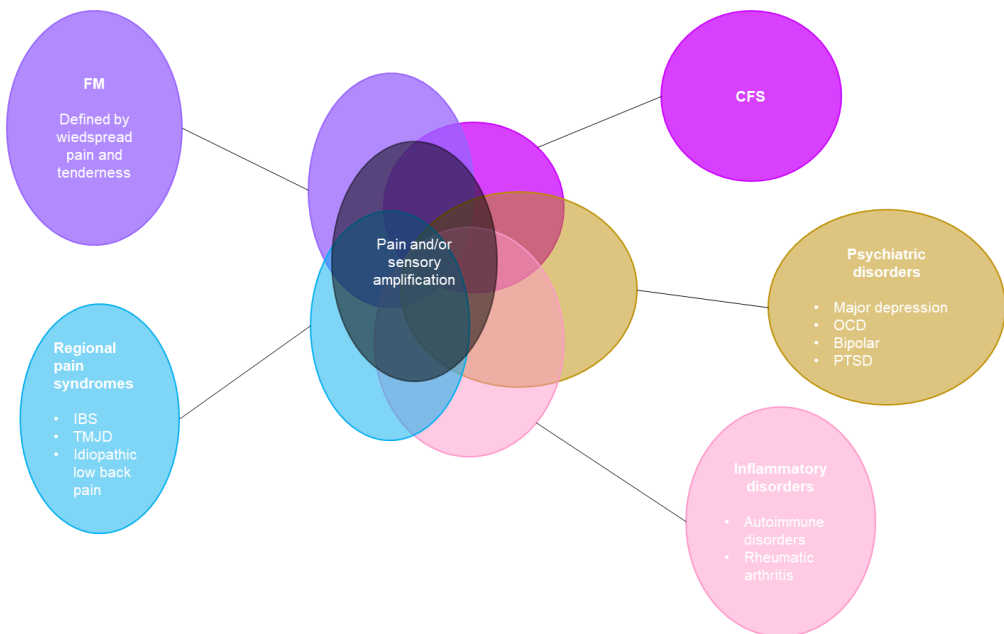 FM
Defined by
wiedspread
pain and
tenderness
CFS
Pain and/or
sensory
amplification
Psychiatric
disorders
• Major depression
• OCD
• Bipolar
• PTSD
Regional
pain
syndromes
• IBS
• TMJD
• Idiopathic
low back
pain
Inflammatory
disorders
• Autoimmune
disorders
• Rheumatic
arthritis